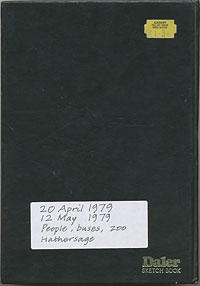 20 April 1979
12 May 1979
People, buses, zoo
Hathersage
Daler
SKETCH BOOK